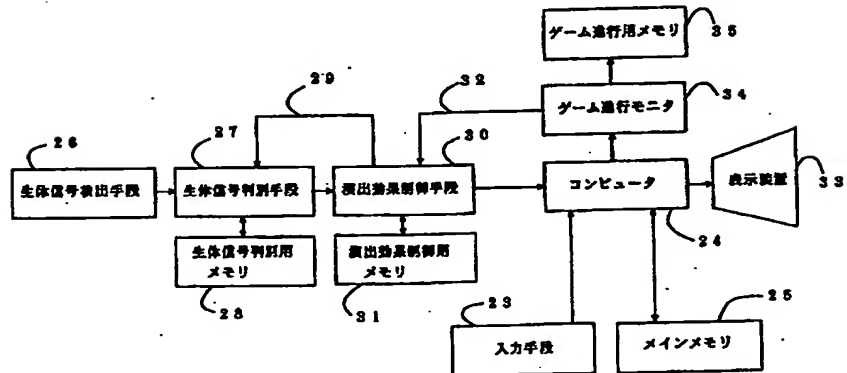 ゲーム進行用メモリ
35
29
32
ゲーム進行モニタ
34
26
27
30
生体信号検出手段
生体信号判別手段
演出効果制御手段
コンピュータ
表示装置
33
24
生体信号判別用
メモリ
演出効果制御用
メモリ
28
31
23
25
入力手段
メインメモリ